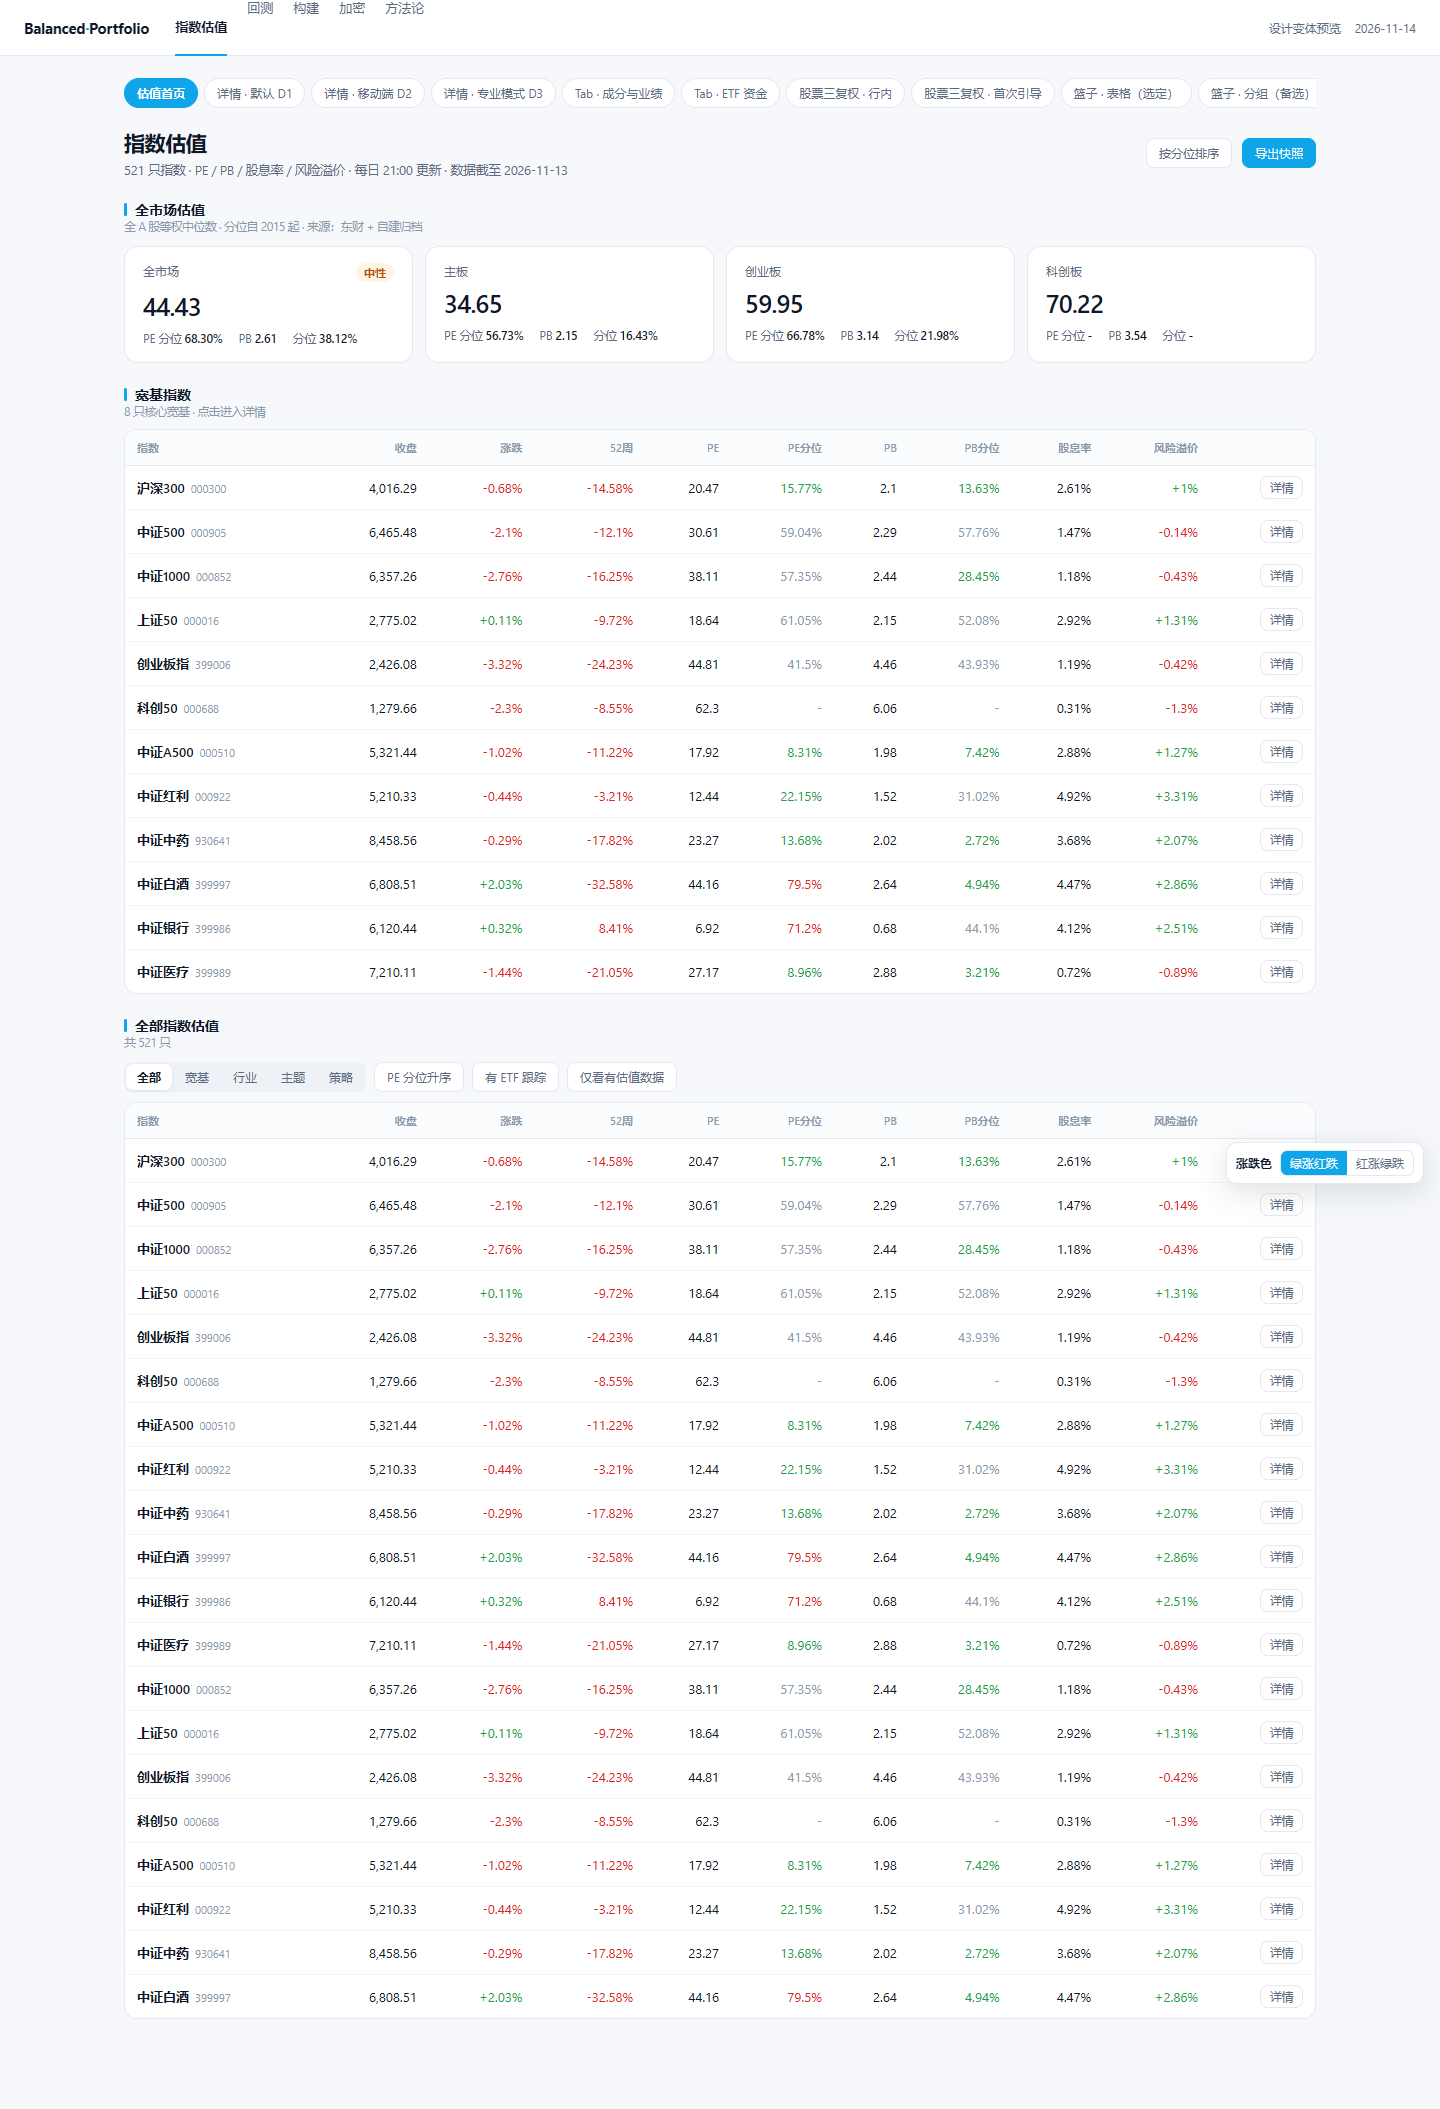 Balanced·Portfolio 指数估值 回测 构建 加密 方法论 设计变体预览 2026-11-14
估值首页 详情 · 默认 D1 详情 · 移动端 D2 详情 · 专业模式 D3 Tab · 成分与业绩 Tab · ETF 资金 股票三复权 · 行内 股票三复权 · 首次引导 篮子 · 表格（选定） 篮子 · 分组（备选）
指数估值
521 只指数 · PE / PB / 股息率 / 风险溢价 · 每日 21:00 更新 · 数据截至 2026-11-13
按分位排序 导出快照
全市场估值
全 A 股等权中位数 · 分位自 2015 起 · 来源：东财 + 自建归档
全市场 中性
44.43
PE 分位 68.30% PB 2.61 分位 38.12%
主板
34.65
PE 分位 56.73% PB 2.15 分位 16.43%
创业板
59.95
PE 分位 66.78% PB 3.14 分位 21.98%
科创板
70.22
PE 分位 - PB 3.54 分位 -
宽基指数
8 只核心宽基 · 点击进入详情
指数 收盘 涨跌 52周 PE PE分位 PB PB分位 股息率 风险溢价
沪深300 000300 4,016.29 -0.68% -14.58% 20.47 15.77% 2.1 13.63% 2.61% +1% 详情
中证500 000905 6,465.48 -2.1% -12.1% 30.61 59.04% 2.29 57.76% 1.47% -0.14% 详情
中证1000 000852 6,357.26 -2.76% -16.25% 38.11 57.35% 2.44 28.45% 1.18% -0.43% 详情
上证50 000016 2,775.02 +0.11% -9.72% 18.64 61.05% 2.15 52.08% 2.92% +1.31% 详情
创业板指 399006 2,426.08 -3.32% -24.23% 44.81 41.5% 4.46 43.93% 1.19% -0.42% 详情
科创50 000688 1,279.66 -2.3% -8.55% 62.3 - 6.06 - 0.31% -1.3% 详情
中证A500 000510 5,321.44 -1.02% -11.22% 17.92 8.31% 1.98 7.42% 2.88% +1.27% 详情
中证红利 000922 5,210.33 -0.44% -3.21% 12.44 22.15% 1.52 31.02% 4.92% +3.31% 详情
中证中药 930641 8,458.56 -0.29% -17.82% 23.27 13.68% 2.02 2.72% 3.68% +2.07% 详情
中证白酒 399997 6,808.51 +2.03% -32.58% 44.16 79.5% 2.64 4.94% 4.47% +2.86% 详情
中证银行 399986 6,120.44 +0.32% 8.41% 6.92 71.2% 0.68 44.1% 4.12% +2.51% 详情
中证医疗 399989 7,210.11 -1.44% -21.05% 27.17 8.96% 2.88 3.21% 0.72% -0.89% 详情
全部指数估值
共 521 只
全部 宽基 行业 主题 策略 PE 分位升序 有 ETF 跟踪 仅看有估值数据
指数 收盘 涨跌 52周 PE PE分位 PB PB分位 股息率 风险溢价
沪深300 000300 4,016.29 -0.68% -14.58% 20.47 15.77% 2.1 13.63% 2.61% +1%
涨跌色 绿涨红跌 红涨绿跌
中证500 000905 6,465.48 -2.1% -12.1% 30.61 59.04% 2.29 57.76% 1.47% -0.14% 详情
中证1000 000852 6,357.26 -2.76% -16.25% 38.11 57.35% 2.44 28.45% 1.18% -0.43% 详情
上证50 000016 2,775.02 +0.11% -9.72% 18.64 61.05% 2.15 52.08% 2.92% +1.31% 详情
创业板指 399006 2,426.08 -3.32% -24.23% 44.81 41.5% 4.46 43.93% 1.19% -0.42% 详情
科创50 000688 1,279.66 -2.3% -8.55% 62.3 - 6.06 - 0.31% -1.3% 详情
中证A500 000510 5,321.44 -1.02% -11.22% 17.92 8.31% 1.98 7.42% 2.88% +1.27% 详情
中证红利 000922 5,210.33 -0.44% -3.21% 12.44 22.15% 1.52 31.02% 4.92% +3.31% 详情
中证中药 930641 8,458.56 -0.29% -17.82% 23.27 13.68% 2.02 2.72% 3.68% +2.07% 详情
中证白酒 399997 6,808.51 +2.03% -32.58% 44.16 79.5% 2.64 4.94% 4.47% +2.86% 详情
中证银行 399986 6,120.44 +0.32% 8.41% 6.92 71.2% 0.68 44.1% 4.12% +2.51% 详情
中证医疗 399989 7,210.11 -1.44% -21.05% 27.17 8.96% 2.88 3.21% 0.72% -0.89% 详情
中证1000 000852 6,357.26 -2.76% -16.25% 38.11 57.35% 2.44 28.45% 1.18% -0.43% 详情
上证50 000016 2,775.02 +0.11% -9.72% 18.64 61.05% 2.15 52.08% 2.92% +1.31% 详情
创业板指 399006 2,426.08 -3.32% -24.23% 44.81 41.5% 4.46 43.93% 1.19% -0.42% 详情
科创50 000688 1,279.66 -2.3% -8.55% 62.3 - 6.06 - 0.31% -1.3% 详情
中证A500 000510 5,321.44 -1.02% -11.22% 17.92 8.31% 1.98 7.42% 2.88% +1.27% 详情
中证红利 000922 5,210.33 -0.44% -3.21% 12.44 22.15% 1.52 31.02% 4.92% +3.31% 详情
中证中药 930641 8,458.56 -0.29% -17.82% 23.27 13.68% 2.02 2.72% 3.68% +2.07% 详情
中证白酒 399997 6,808.51 +2.03% -32.58% 44.16 79.5% 2.64 4.94% 4.47% +2.86% 详情